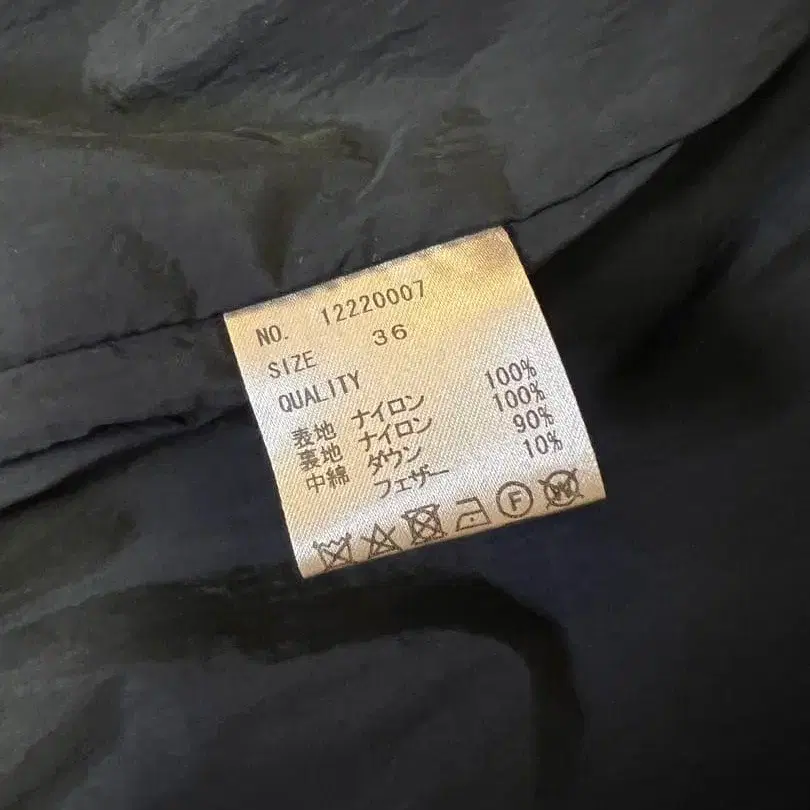 NO. 12220007
SIZE 36
QUALITY
表地 ナイロン 100%
裏地 ナイロン 100%
中綿 ダウン 90%
フェザー 10%
F
W